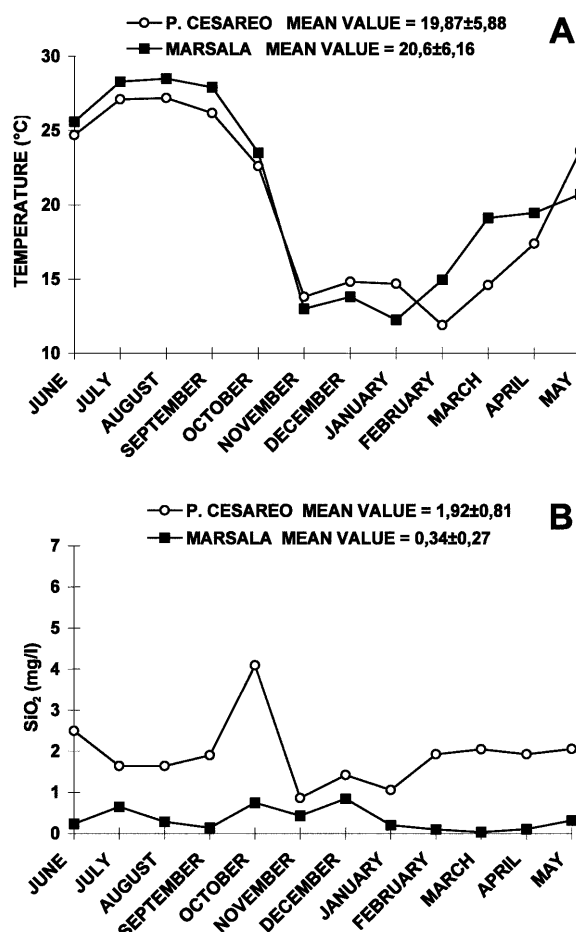 P. CESAREO MEAN VALUE = 19,87±5,88
MARSALA MEAN VALUE = 20,6±6,16
A
30
25
20
15
10
TEMPERATURE (°C)
JUNE
JULY
AUGUST
SEPTEMBER
OCTOBER
NOVEMBER
DECEMBER
JANUARY
FEBRUARY
MARCH
APRIL
MAY
P. CESAREO MEAN VALUE = 1,92±0,81
MARSALA MEAN VALUE = 0,34±0,27
B
7
6
5
4
3
2
1
0
SiO₂ (mg/l)
JUNE
JULY
AUGUST
SEPTEMBER
OCTOBER
NOVEMBER
DECEMBER
JANUARY
FEBRUARY
MARCH
APRIL
MAY